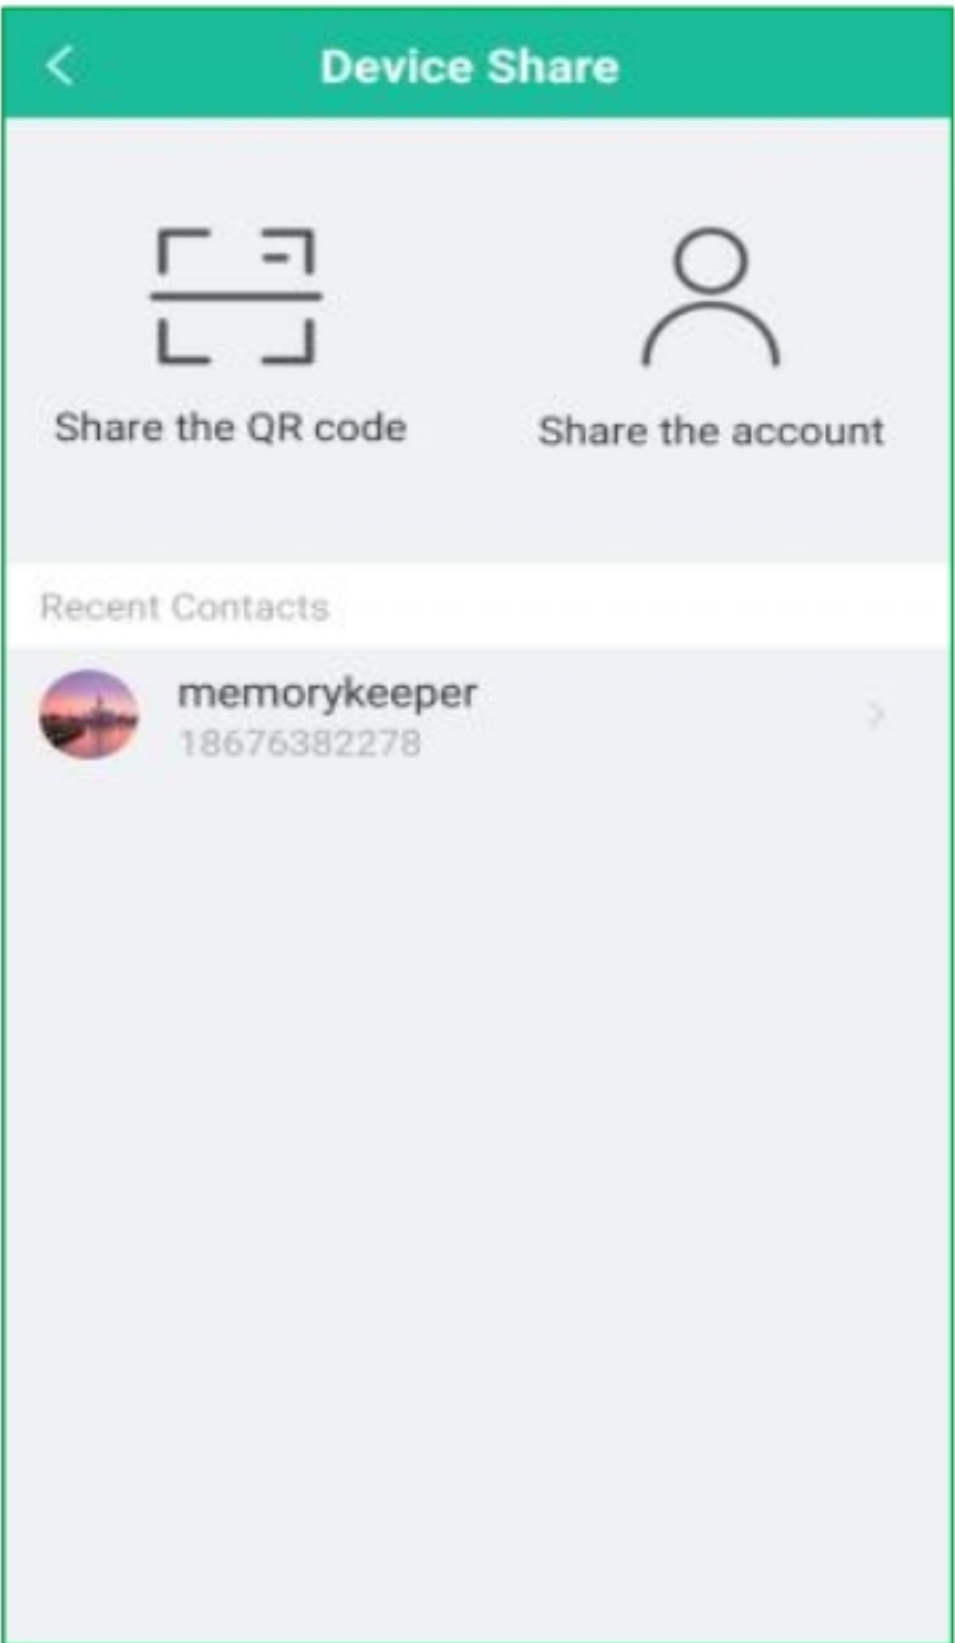 Device Share
Share the QR code
Share the account
Recent Contacts
memorykeeper
18676382278